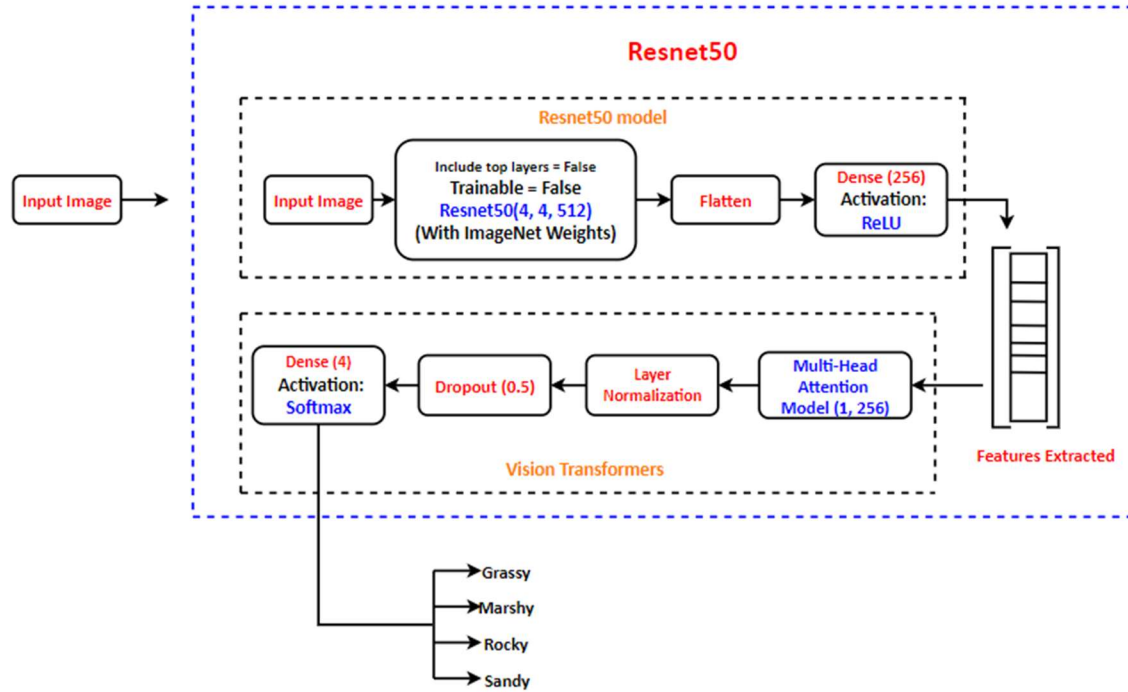 Resnet50
Resnet50 model
Input Image
Input Image
Include top layers = False
Trainable = False
Resnet50(4, 4, 512)
(With ImageNet Weights)
Flatten
Dense (256)
Activation:
ReLU
Features Extracted
Multi-Head
Attention
Model (1, 256)
Layer
Normalization
Dropout (0.5)
Dense (4)
Activation:
Softmax
Vision Transformers
Grassy
Marshy
Rocky
Sandy